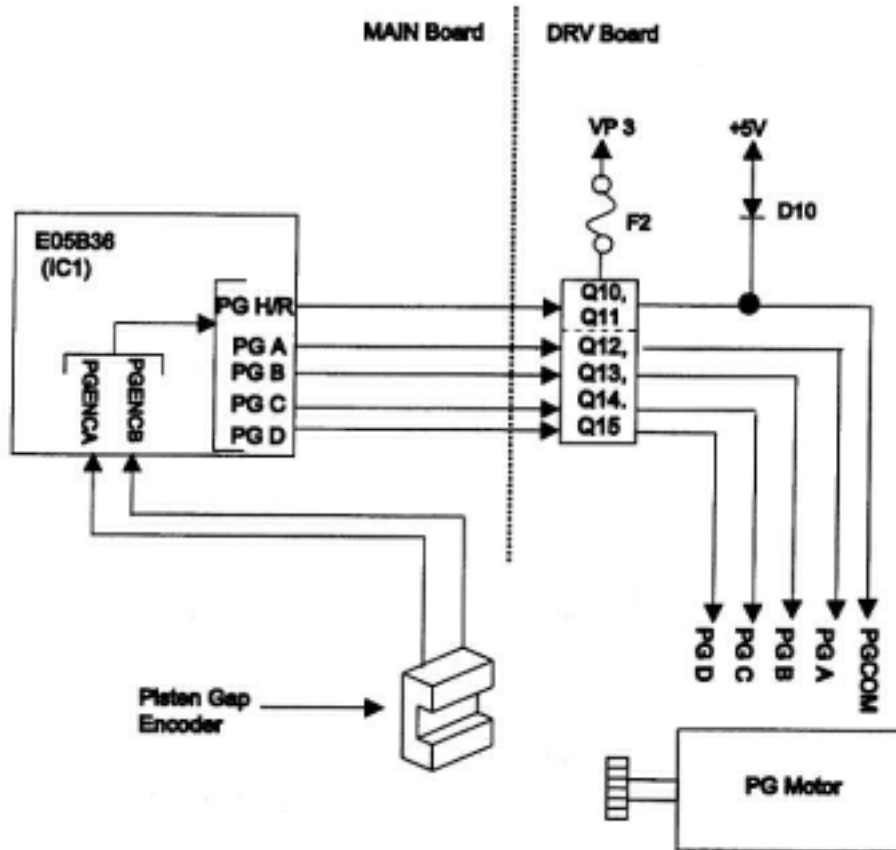 MAIN Board
DRV Board
VP 3
+5V
F2
D10
E05B36
(IC1)
PG H/R
PG A
PG B
PG C
PG D
PGENCA
PGENCB
Q10,
Q11
Q12,
Q13,
Q14.
Q15
PG D
PG C
PG B
PG A
PGCOM
Platen Gap
Encoder
PG Motor